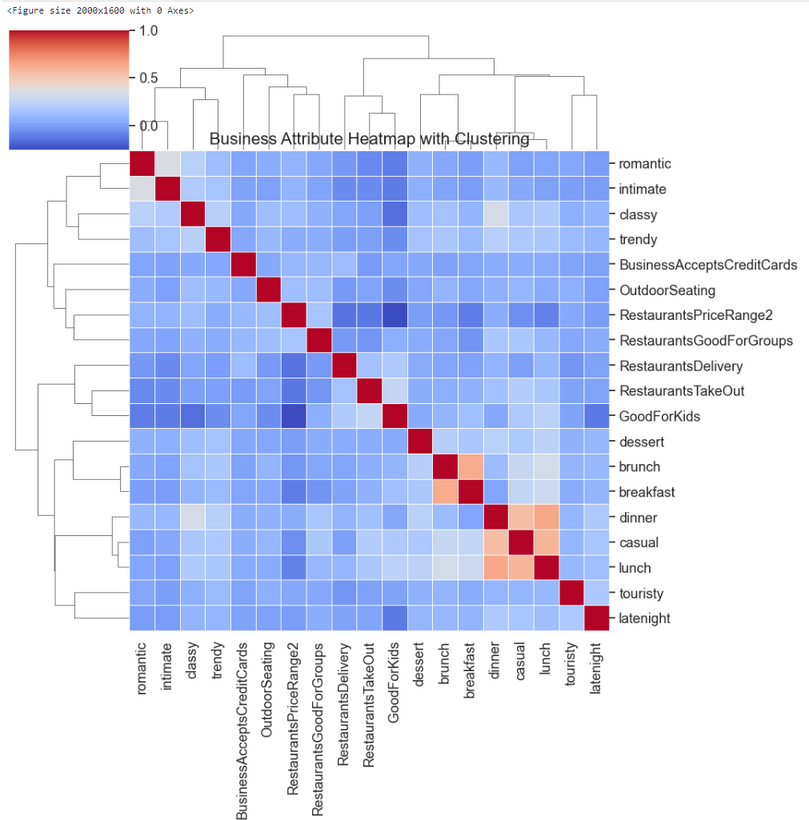 <Figure size 2000x1600 with 0 Axes>
1.0
0.5
0.0
Business Attribute Heatmap with Clustering
romantic
intimate
classy
trendy
BusinessAcceptsCreditCards
OutdoorSeating
RestaurantsPriceRange2
RestaurantsGoodForGroups
RestaurantsDelivery
RestaurantsTakeOut
GoodForKids
dessert
brunch
breakfast
dinner
casual
lunch
touristy
latenight
romantic
intimate
classy
trendy
BusinessAcceptsCreditCards
OutdoorSeating
RestaurantsPriceRange2
RestaurantsGoodForGroups
RestaurantsDelivery
RestaurantsTakeOut
GoodForKids
dessert
brunch
breakfast
dinner
casual
lunch
touristy
latenight